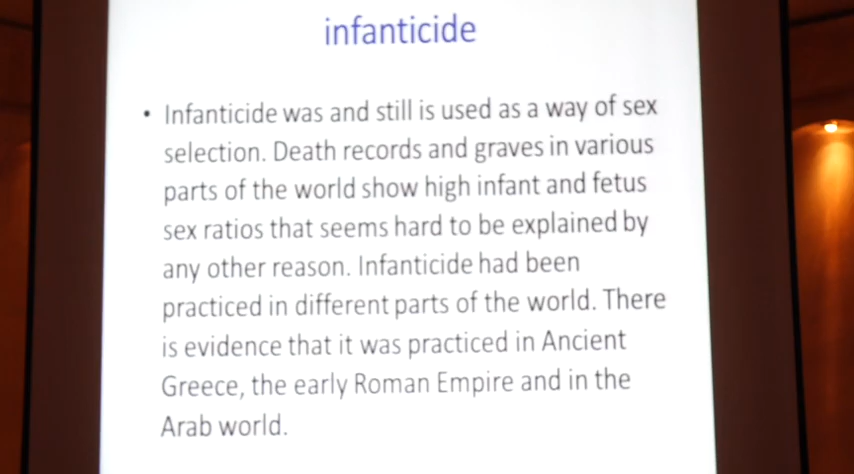 infanticide
• Infanticide was and still is used as a way of sex
selection. Death records and graves in various
parts of the world show high infant and fetus
sex ratios that seems hard to be explained by
any other reason. Infanticide had been
practiced in different parts of the world. There
is evidence that it was practiced in Ancient
Greece, the early Roman Empire and in the
Arab world.